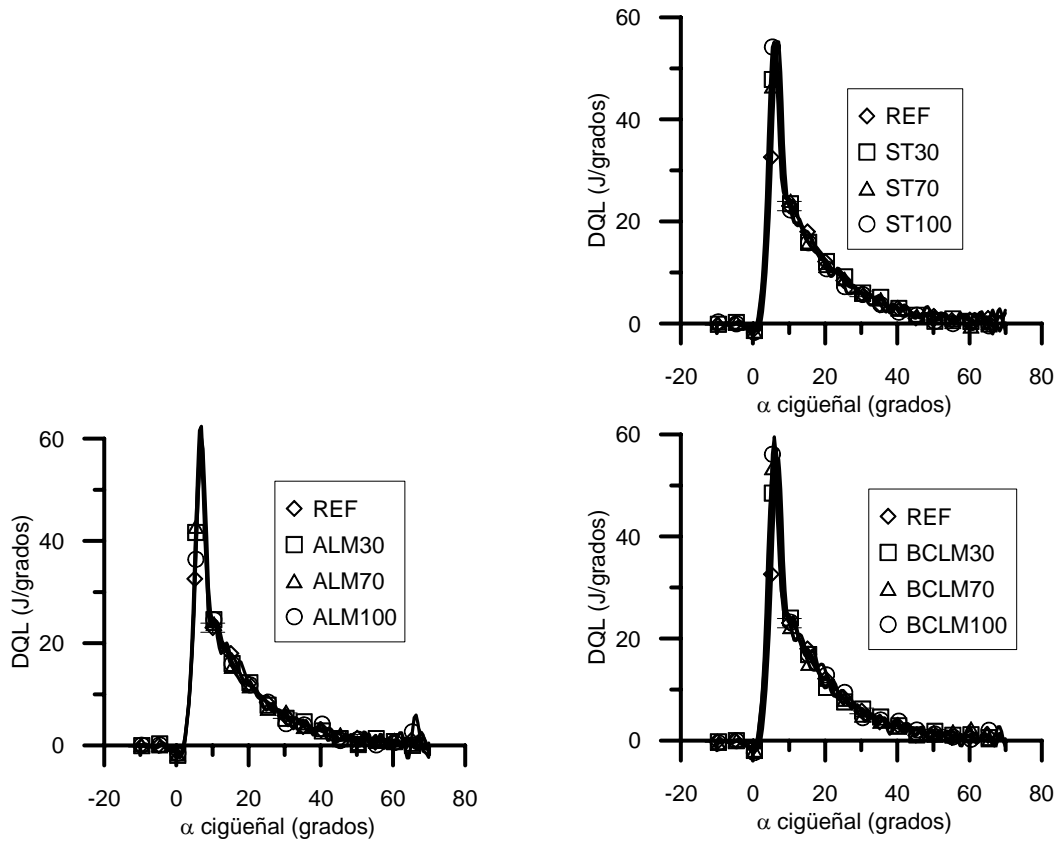 60
40
20
0
DQL (J/grados)
REF
ST30
ST70
ST100
-20 0 20 40 60 80
α cigüeñal (grados)
60
40
20
0
DQL (J/grados)
REF
ALM30
ALM70
ALM100
-20 0 20 40 60 80
α cigüeñal (grados)
60
40
20
0
DQL (J/grados)
REF
BCLM30
BCLM70
BCLM100
-20 0 20 40 60 80
α cigüeñal (grados)